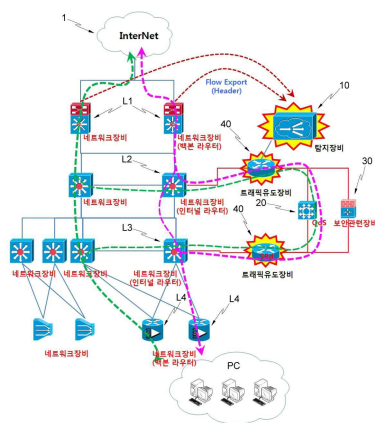 1
InterNet
Flow Export
(Header)
10
L1
네트워크장비
네트워크장비
(백본 라우터)
탐지장비
40
L2
트래픽유도장비
30
네트워크장비
네트워크장비
(인터널 라우터)
20
QoS
보안관련장비
40
L3
트래픽유도장비
네트워크장비
네트워크장비
네트워크장비
(인터널 라우터)
L4
L4
네트워크장비
네트워크장비
(백본 라우터)
PC